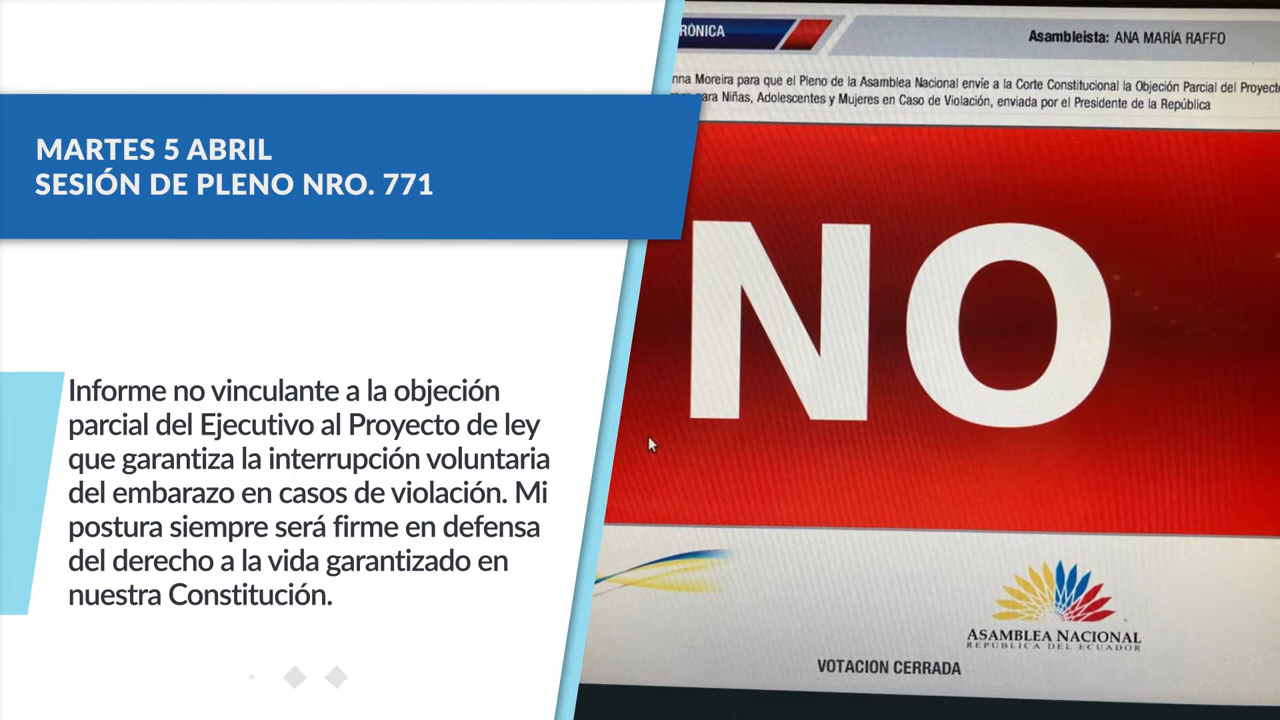 MARTES 5 ABRIL
SESIÓN DE PLENO NRO. 771
Informe no vinculante a la objeción
parcial del Ejecutivo al Proyecto de ley
que garantiza la interrupción voluntaria
del embarazo en casos de violación. Mi
postura siempre será firme en defensa
del derecho a la vida garantizado en
nuestra Constitución.
RÓNICA
Asambleista: ANA MARÍA RAFFO
nna Moreira para que el Pleno de la Asamblea Nacional envíe a la Corte Constitucional la Objeción Parcial del Proyect
para Niñas, Adolescentes y Mujeres en Caso de Violación, enviada por el Presidente de la República
NO
ASAMBLEA NACIONAL
REPÚBLICA DEL ECUADOR
VOTACION CERRADA